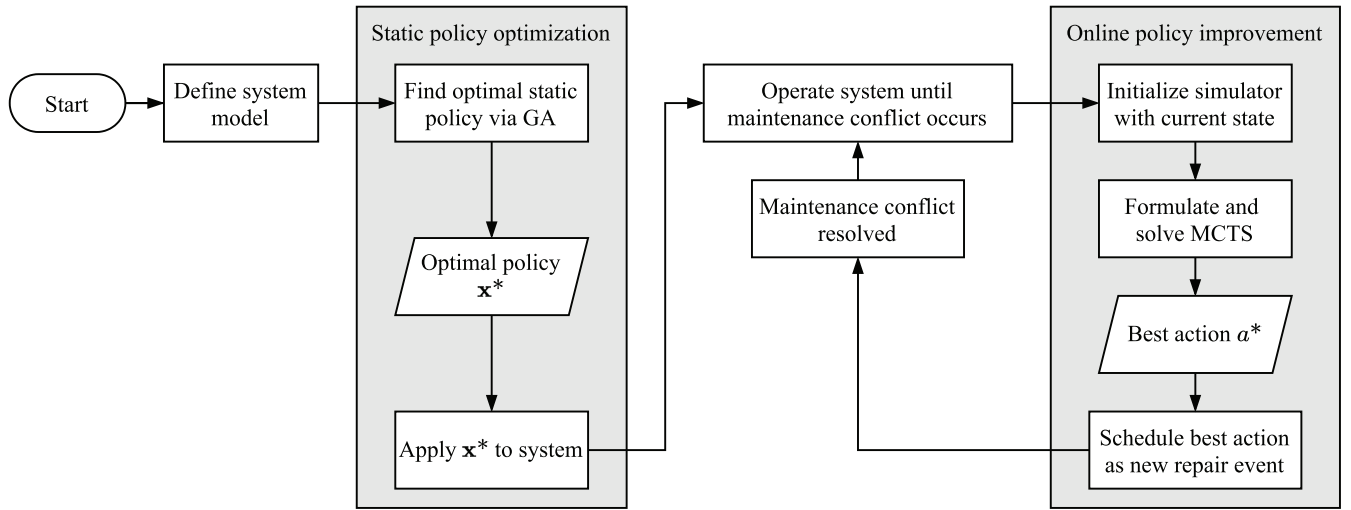 Start
Define system
model
Static policy optimization
Find optimal static
policy via GA
Optimal policy
x*
Apply x* to system
Operate system until
maintenance conflict occurs
Maintenance conflict
resolved
Online policy improvement
Initialize simulator
with current state
Formulate and
solve MCTS
Best action a*
Schedule best action
as new repair event